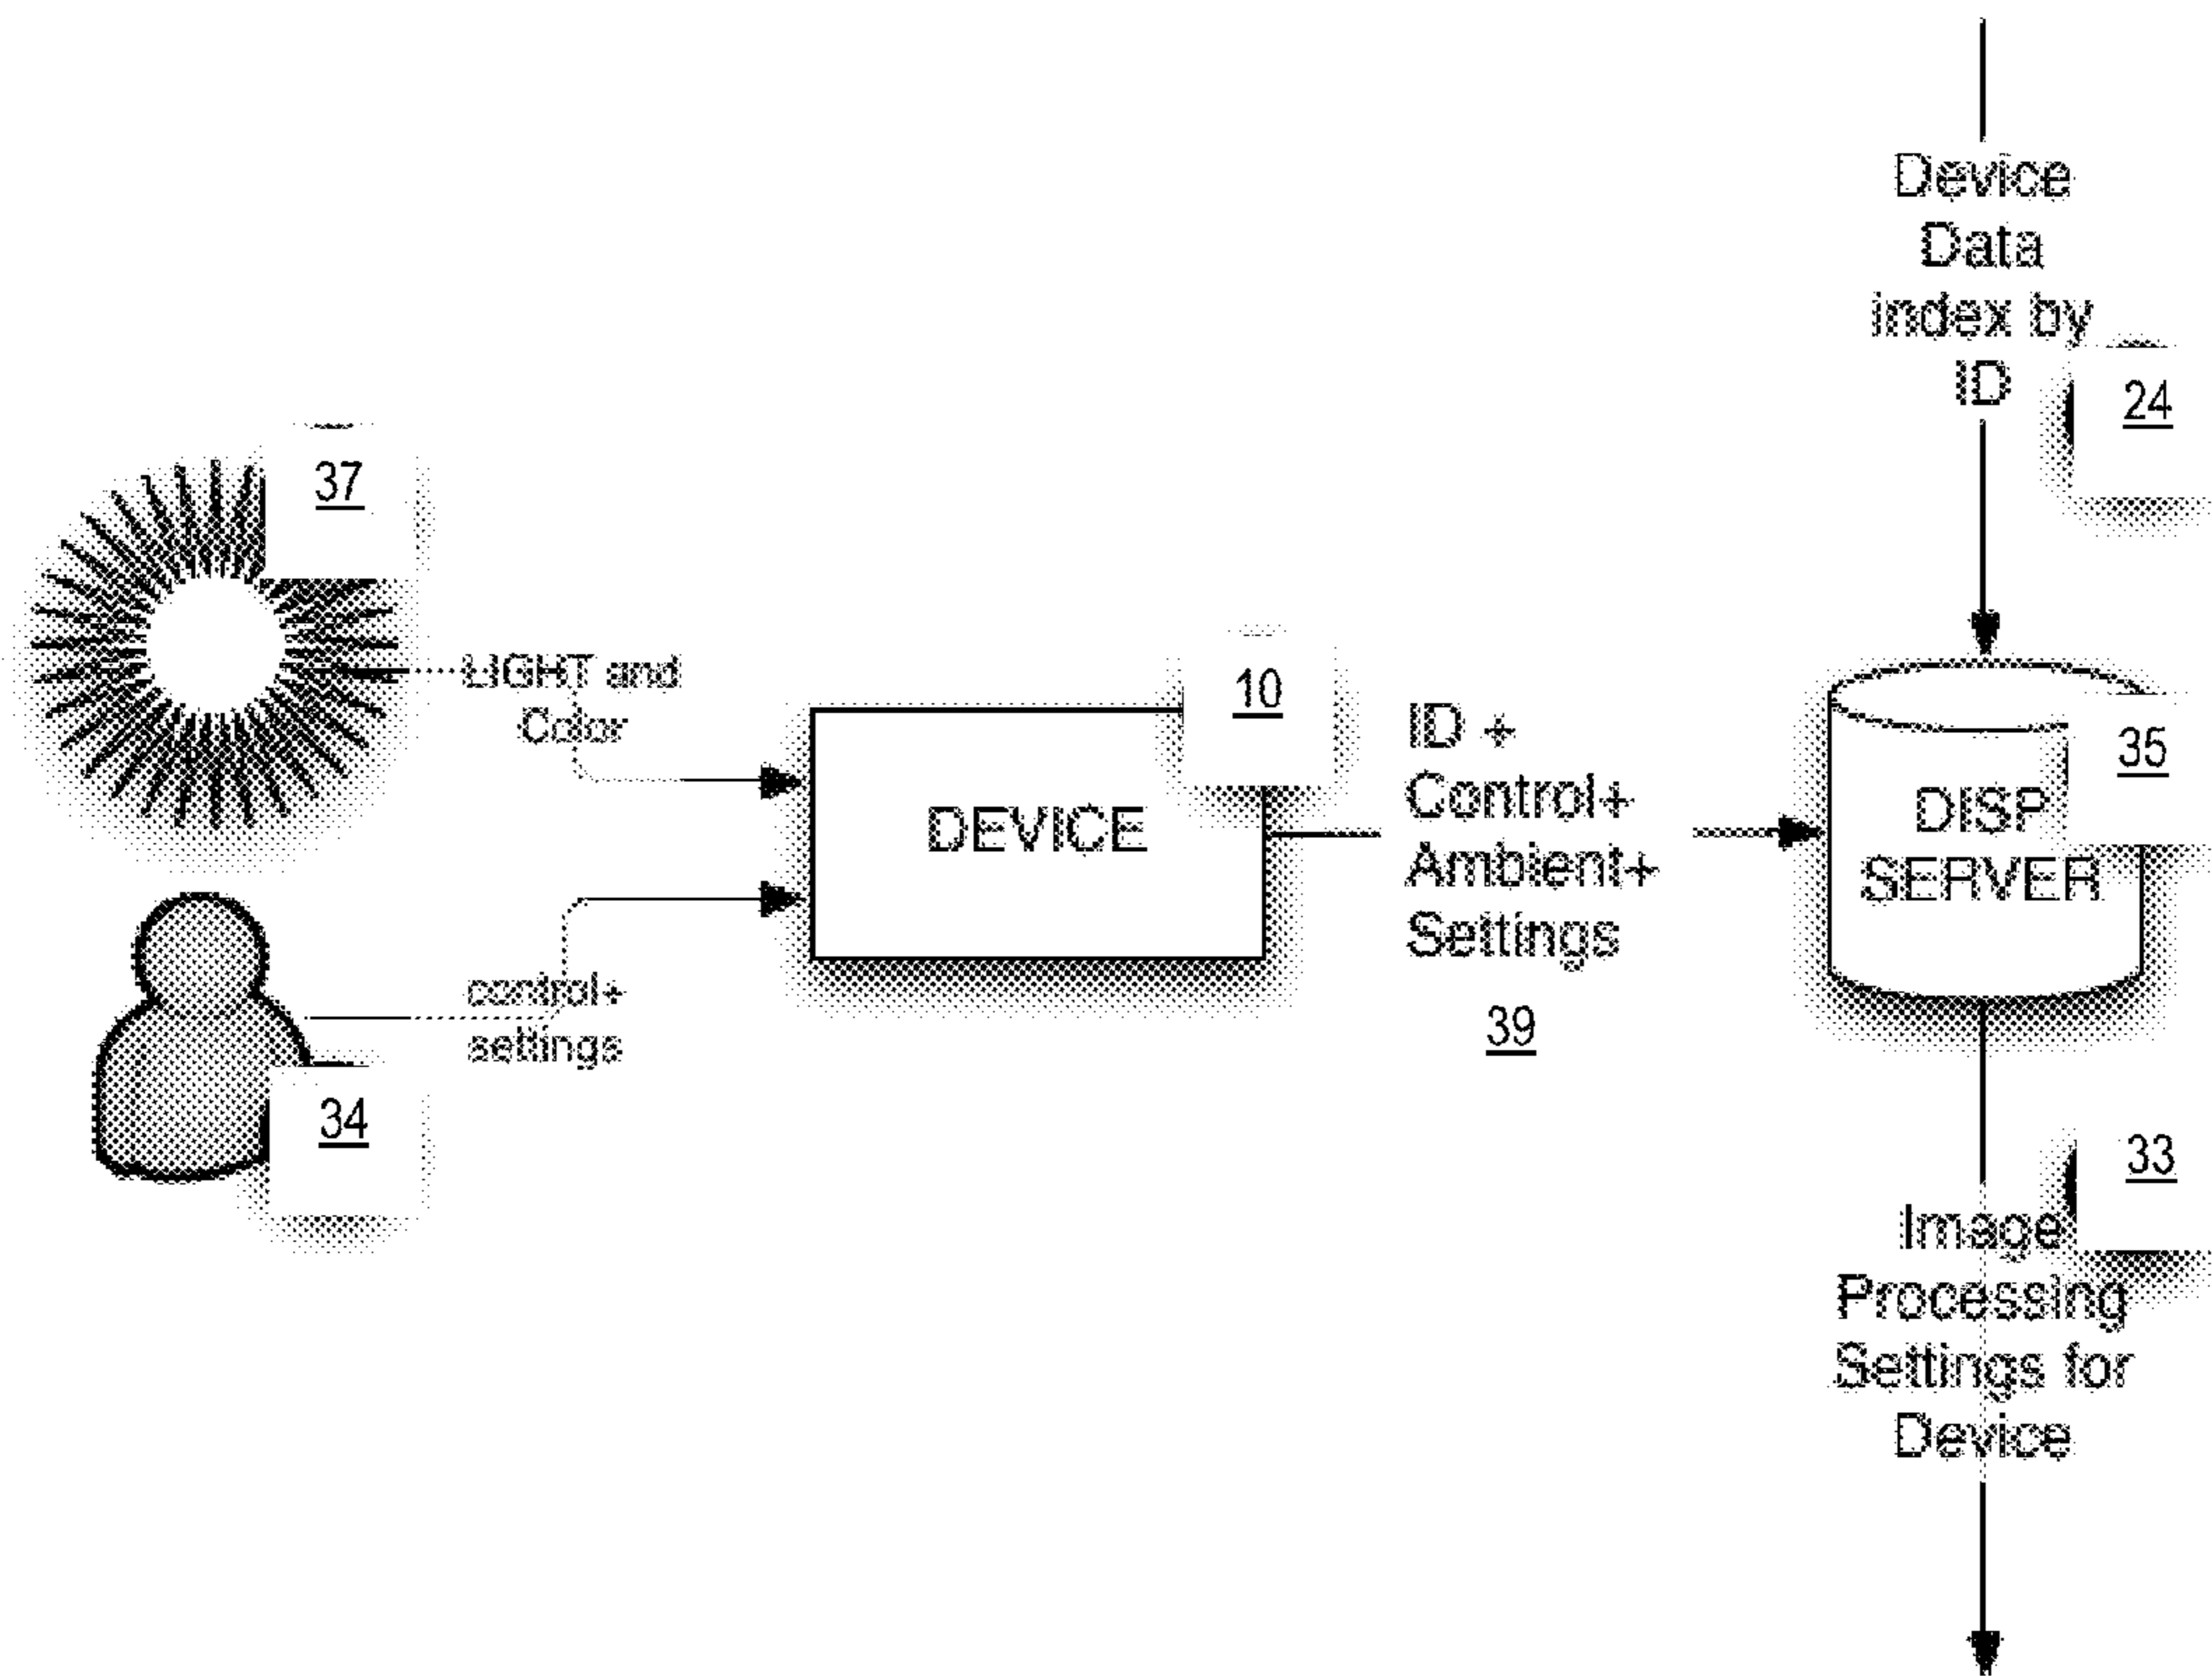 Device
Data
index by
ID
24
37
LIGHT and
Color
10
DEVICE
ID +
Control+
Ambient+
Settings
39
35
DISP
SERVER
control+
settings
34
33
Image
Processing
Settings for
Device